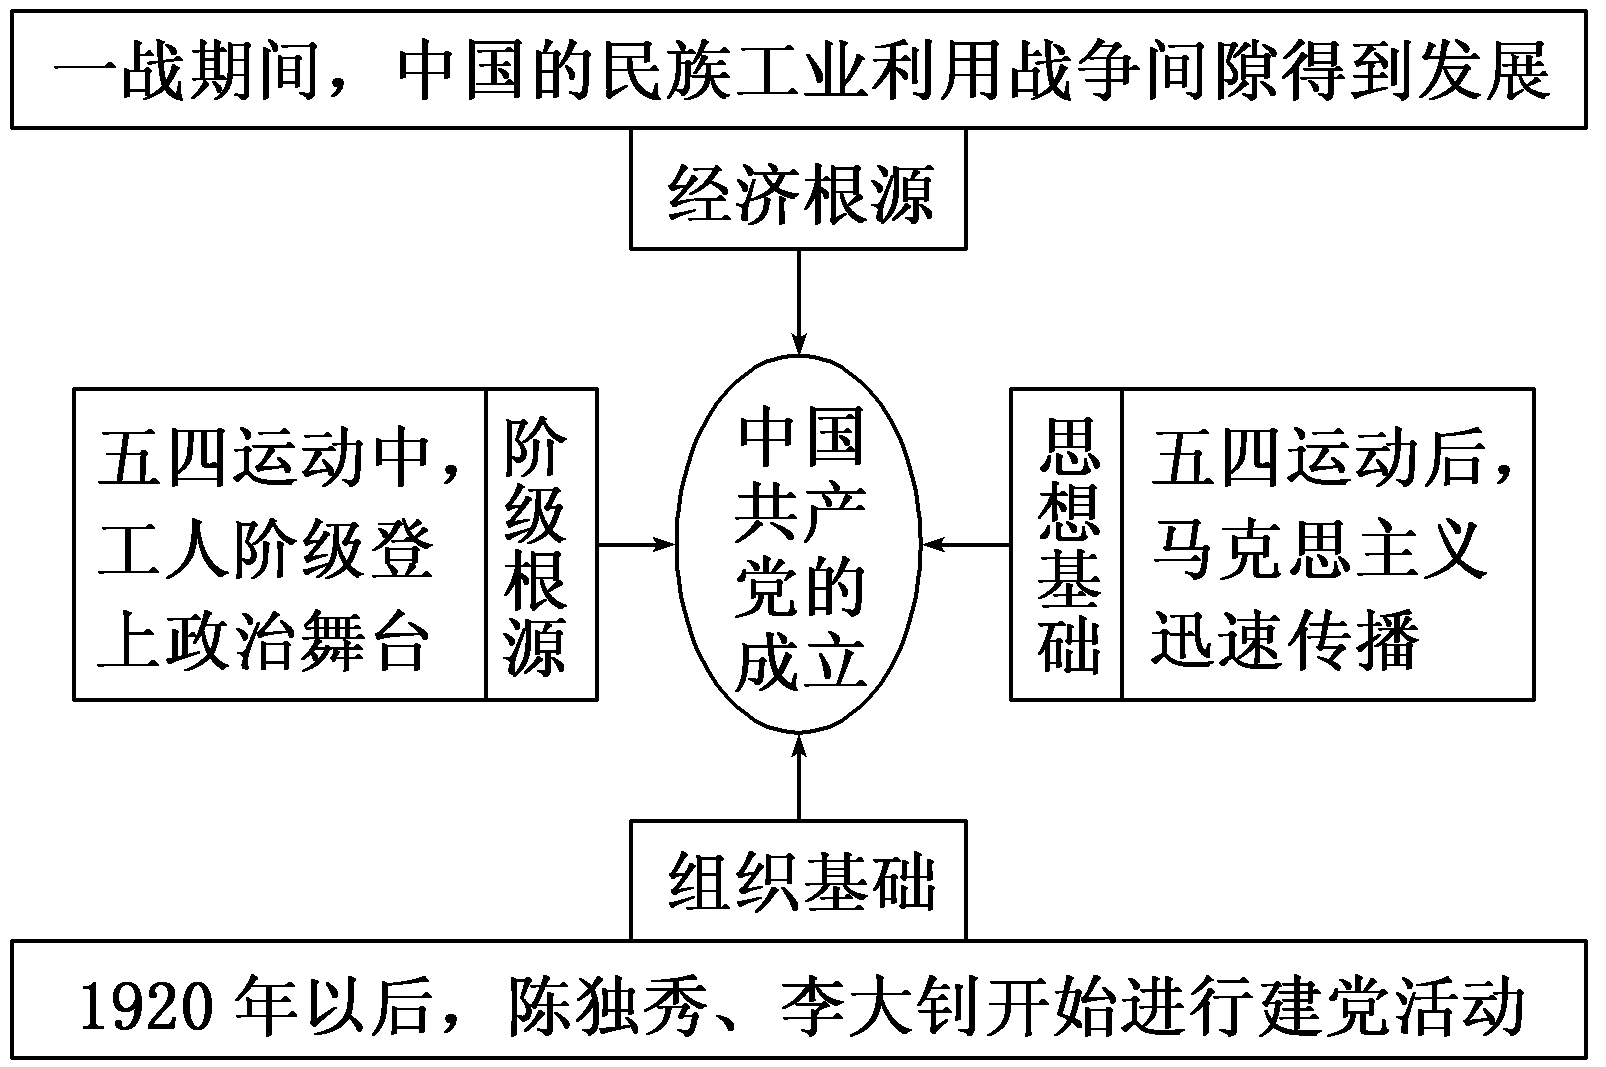 一战期间，中国的民族工业利用战争间隙得到发展
经济根源
五四运动中，
工人阶级登
上政治舞台
阶级根源
中国
共产
党的
成立
思想基础
五四运动后，
马克思主义
迅速传播
组织基础
1920年以后，陈独秀、李大钊开始进行建党活动